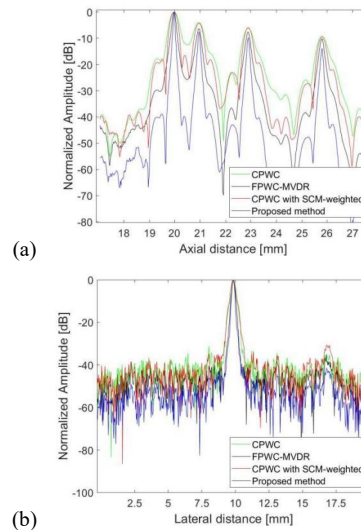 0
-10
-20
-30
-40
-50
-60
-70
-80
Normalized Amplitude [dB]
CPWC
FPWC-MVDR
CPWC with SCM-weighted
Proposed method
17 18 19 20 21 22 23 24 25 26 27
Axial distance [mm]
(a)
0
-20
-40
-60
-80
-100
Normalized Amplitude [dB]
CPWC
FPWC-MVDR
CPWC with SCM-weighted
Proposed method
2.5 5 7.5 10 12.5 15 17.5
Lateral distance [mm]
(b)